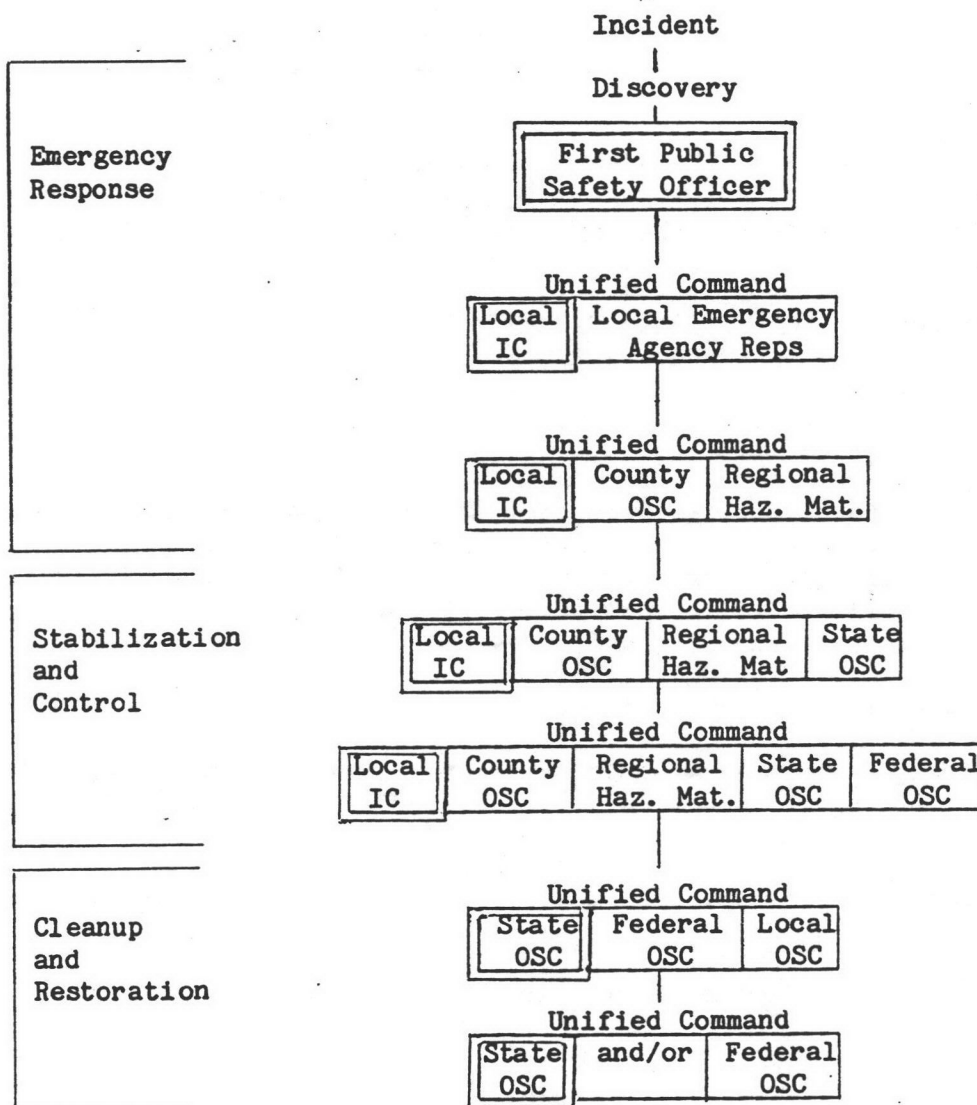 Incident
Discovery
Emergency
Response
First Public
Safety Officer
Unified Command
Local IC
Local Emergency
Agency Reps
Unified Command
Local IC
County OSC
Regional
Haz. Mat.
Stabilization
and
Control
Unified Command
Local IC
County OSC
Regional
Haz. Mat
State OSC
Unified Command
Local IC
County OSC
Regional
Haz. Mat.
State OSC
Federal OSC
Cleanup
and
Restoration
Unified Command
State OSC
Federal OSC
Local OSC
Unified Command
State OSC
and/or
Federal OSC